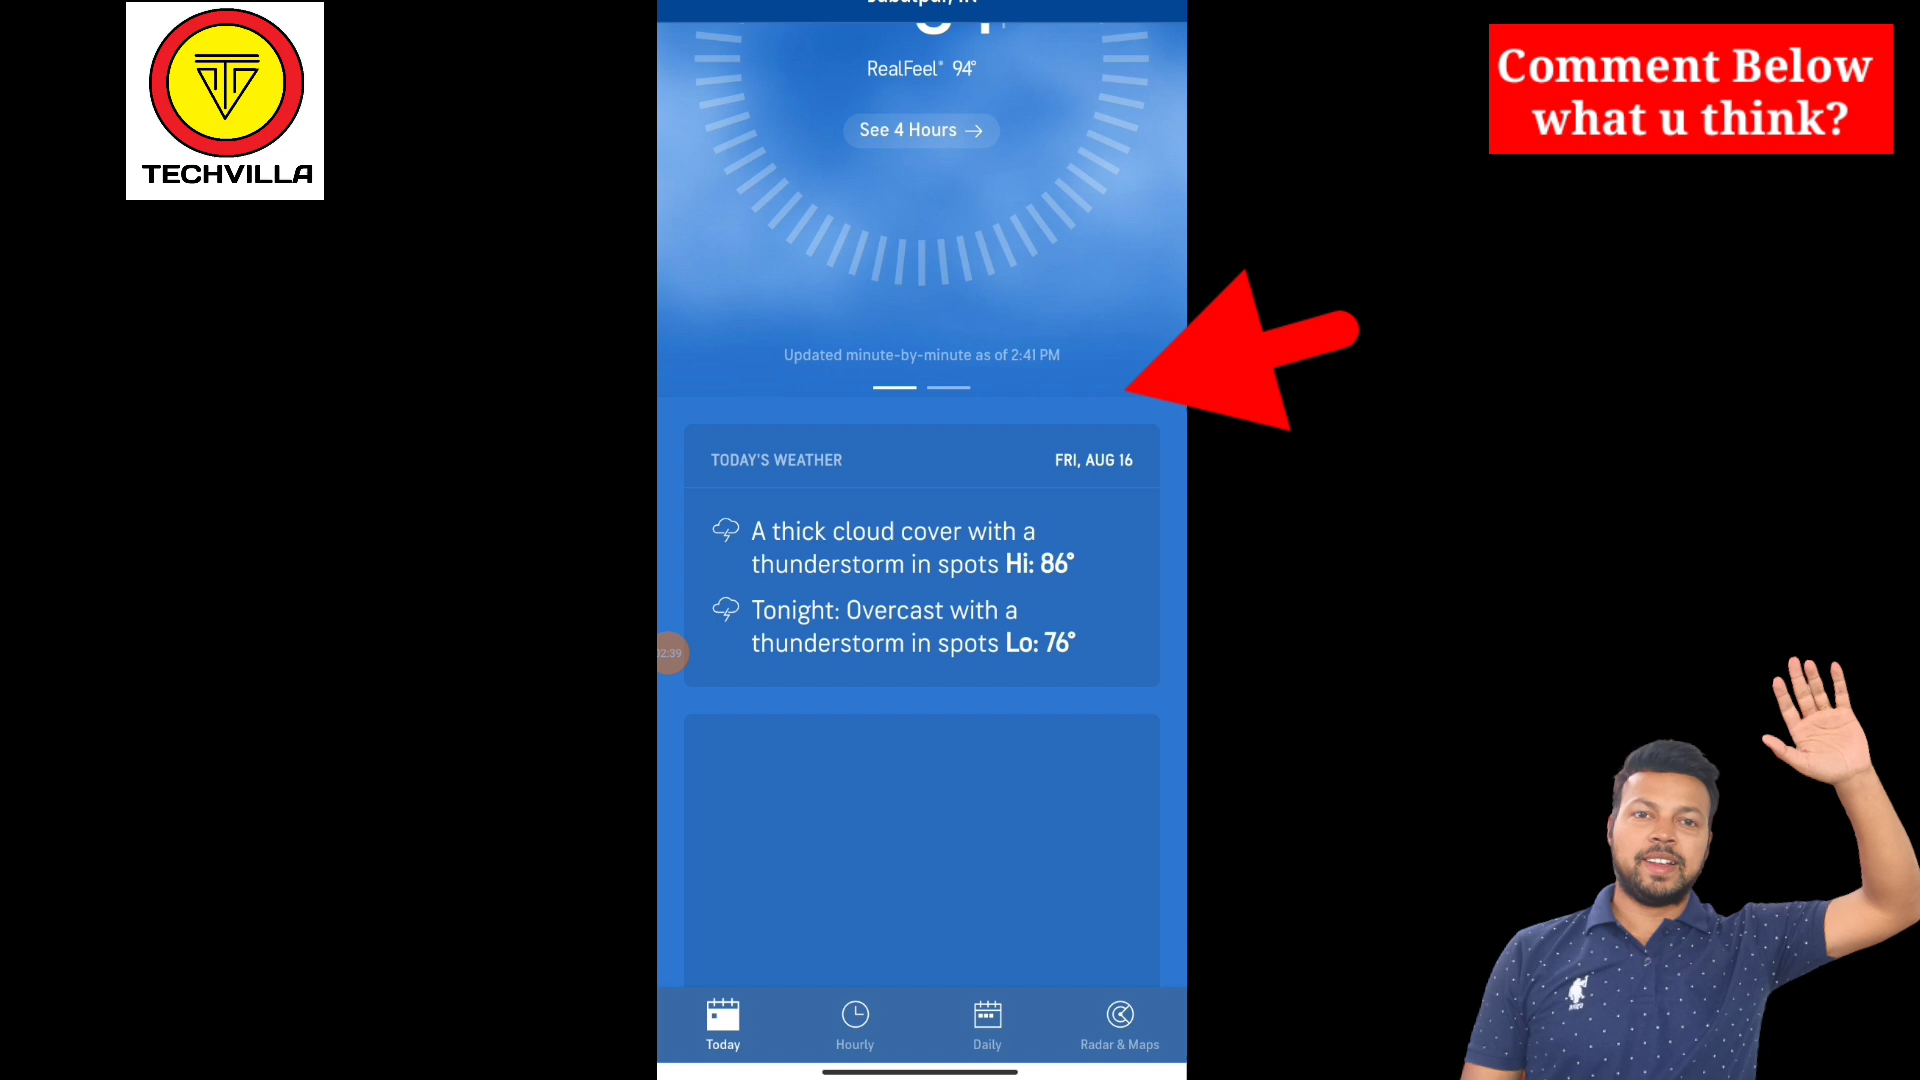 TECHVILLA
Comment Below
what u think?
RealFeel® 94°
See 4 Hours →
Updated minute-by-minute as of 2:41 PM
TODAY'S WEATHER
FRI, AUG 16
A thick cloud cover with a
thunderstorm in spots Hi: 86°
Tonight: Overcast with a
thunderstorm in spots Lo: 76°
02:39
Today
Hourly
Daily
Radar & Maps